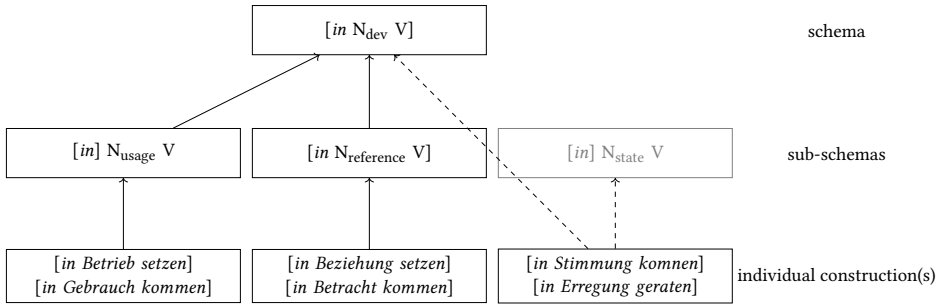 [in N_dev V] schema
[in] N_usage V [in N_reference V] [in] N_state V sub-schemas
[in Betrieb setzen] [in Beziehung setzen] [in Stimmung komnen]
[in Gebrauch kommen] [in Betracht kommen] [in Erregung geraten] individual construction(s)